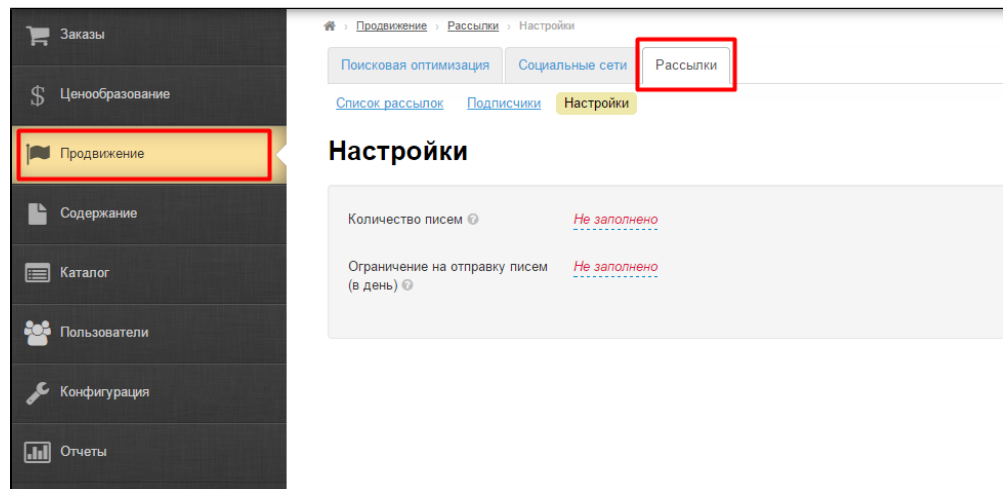 Заказы
Ценообразование
Продвижение
Содержание
Каталог
Пользователи
Конфигурация
Отчеты
› Продвижение › Рассылки › Настройки
Поисковая оптимизация Социальные сети Рассылки
Список рассылок Подписчики Настройки
Настройки
Количество писем Не заполнено
Ограничение на отправку писем Не заполнено
(в день)